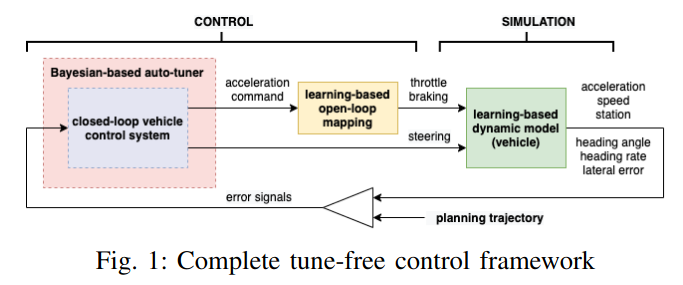 CONTROL
SIMULATION
Bayesian-based auto-tuner
closed-loop vehicle
control system
acceleration
command
learning-based
open-loop
mapping
throttle
braking
steering
learning-based
dynamic model
(vehicle)
acceleration
speed
station
heading angle
heading rate
lateral error
error signals
planning trajectory
Fig. 1: Complete tune-free control framework